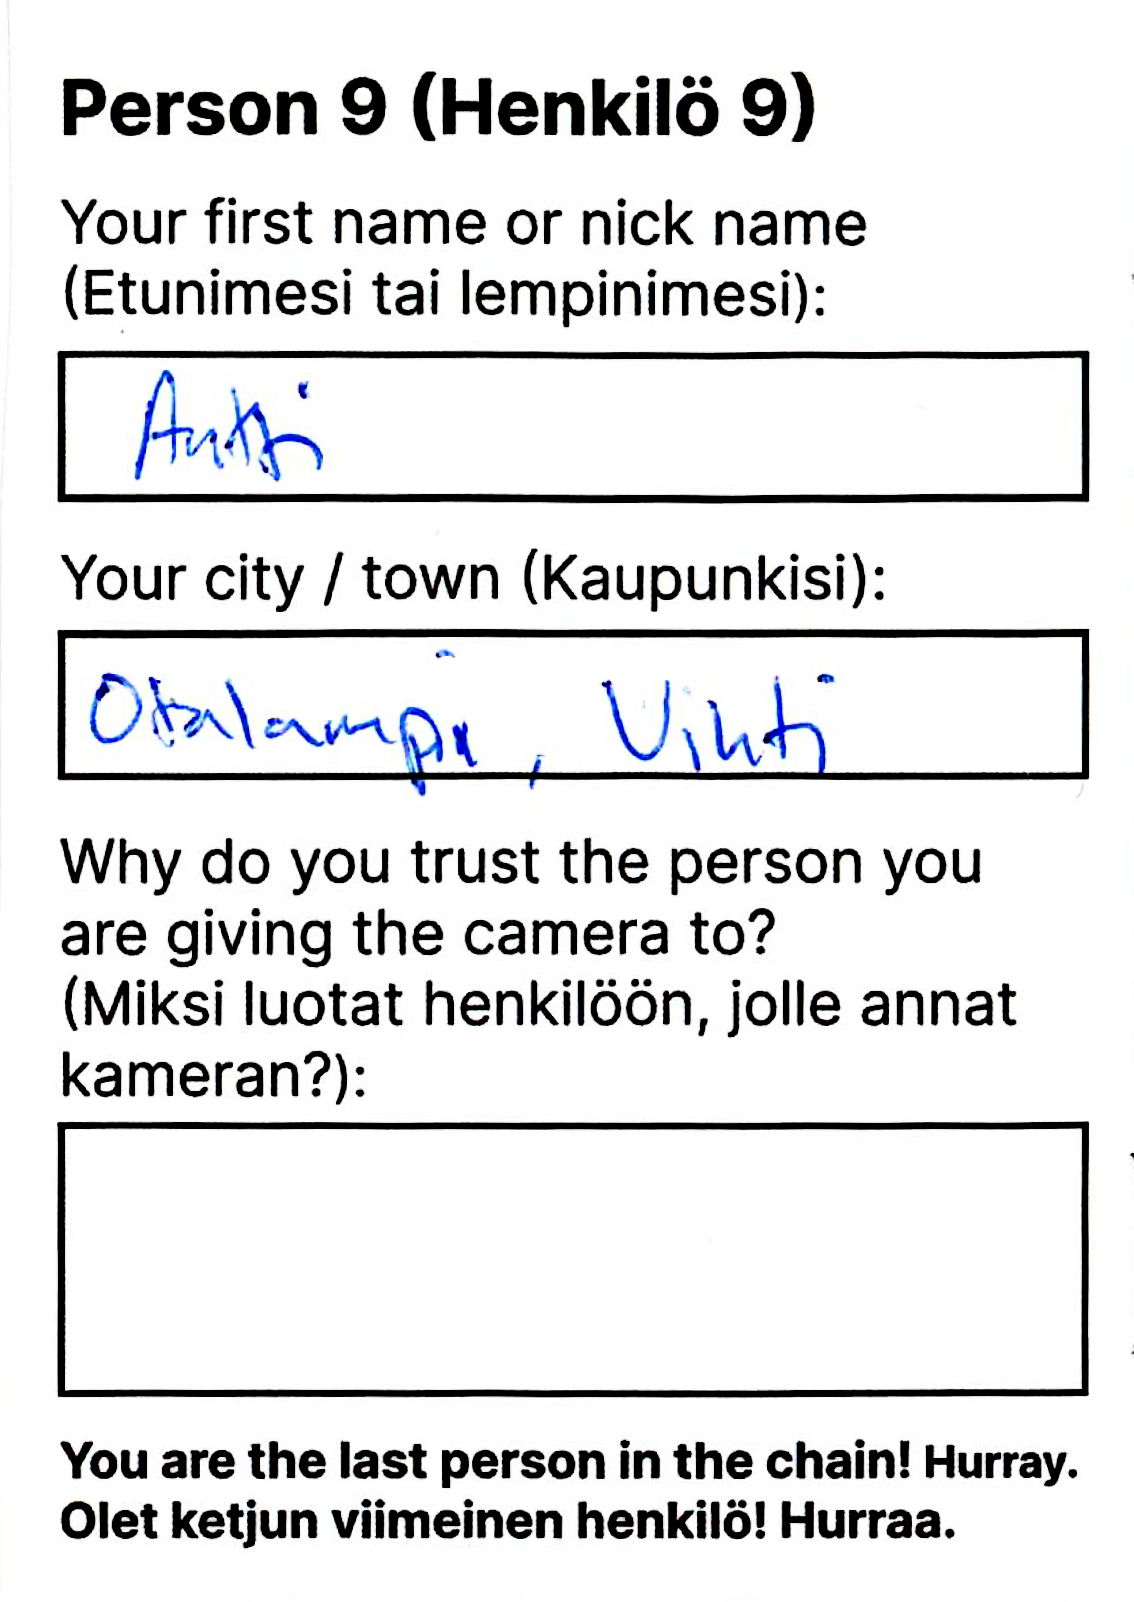 Person 9 (Henkilö 9)
Your first name or nick name
(Etunimesi tai lempinimesi):
Antti
Your city / town (Kaupunkisi):
Otalampi, Vihti
Why do you trust the person you
are giving the camera to?
(Miksi luotat henkilöön, jolle annat
kameran?):
You are the last person in the chain! Hurray.
Olet ketjun viimeinen henkilö! Hurraa.